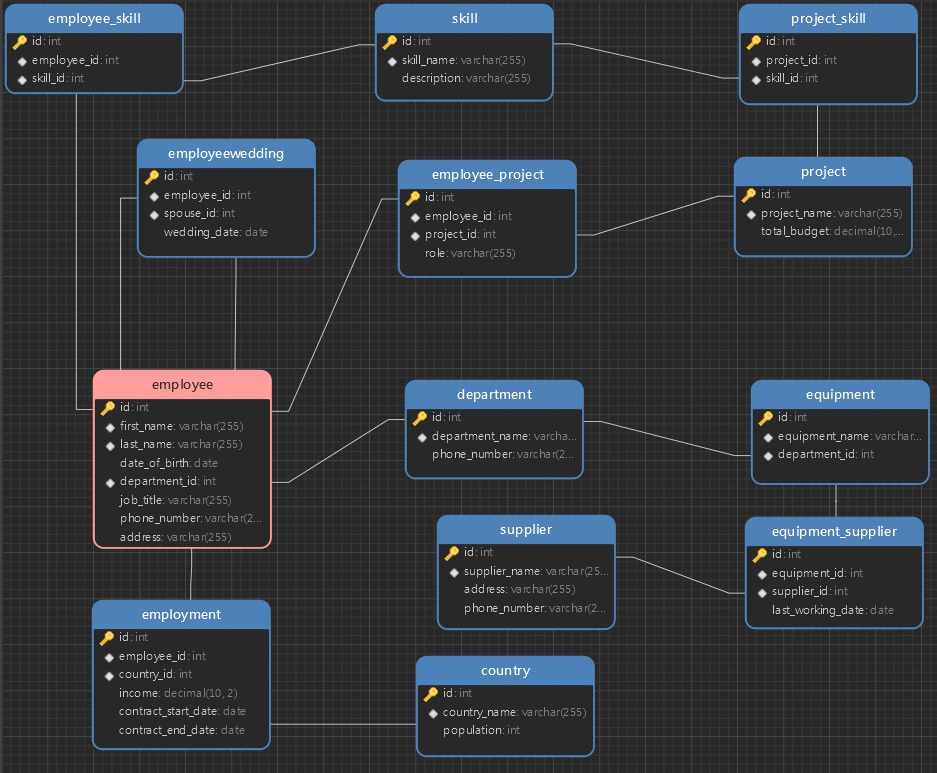 employee_skill
id: int
employee_id: int
skill_id: int
skill
id: int
skill_name: varchar(255)
description: varchar(255)
project_skill
id: int
project_id: int
skill_id: int
employeewedding
id: int
employee_id: int
spouse_id: int
wedding_date: date
employee_project
id: int
employee_id: int
project_id: int
role: varchar(255)
project
id: int
project_name: varchar(255)
total_budget: decimal(10,...
employee
id: int
first_name: varchar(255)
last_name: varchar(255)
date_of_birth: date
department_id: int
job_title: varchar(255)
phone_number: varchar(2...
address: varchar(255)
department
id: int
department_name: varcha...
phone_number: varchar(2...
equipment
id: int
equipment_name: varchar...
department_id: int
supplier
id: int
supplier_name: varchar(25...
address: varchar(255)
phone_number: varchar(2...
equipment_supplier
id: int
equipment_id: int
supplier_id: int
last_working_date: date
employment
id: int
employee_id: int
country_id: int
income: decimal(10, 2)
contract_start_date: date
contract_end_date: date
country
id: int
country_name: varchar(255)
population: int